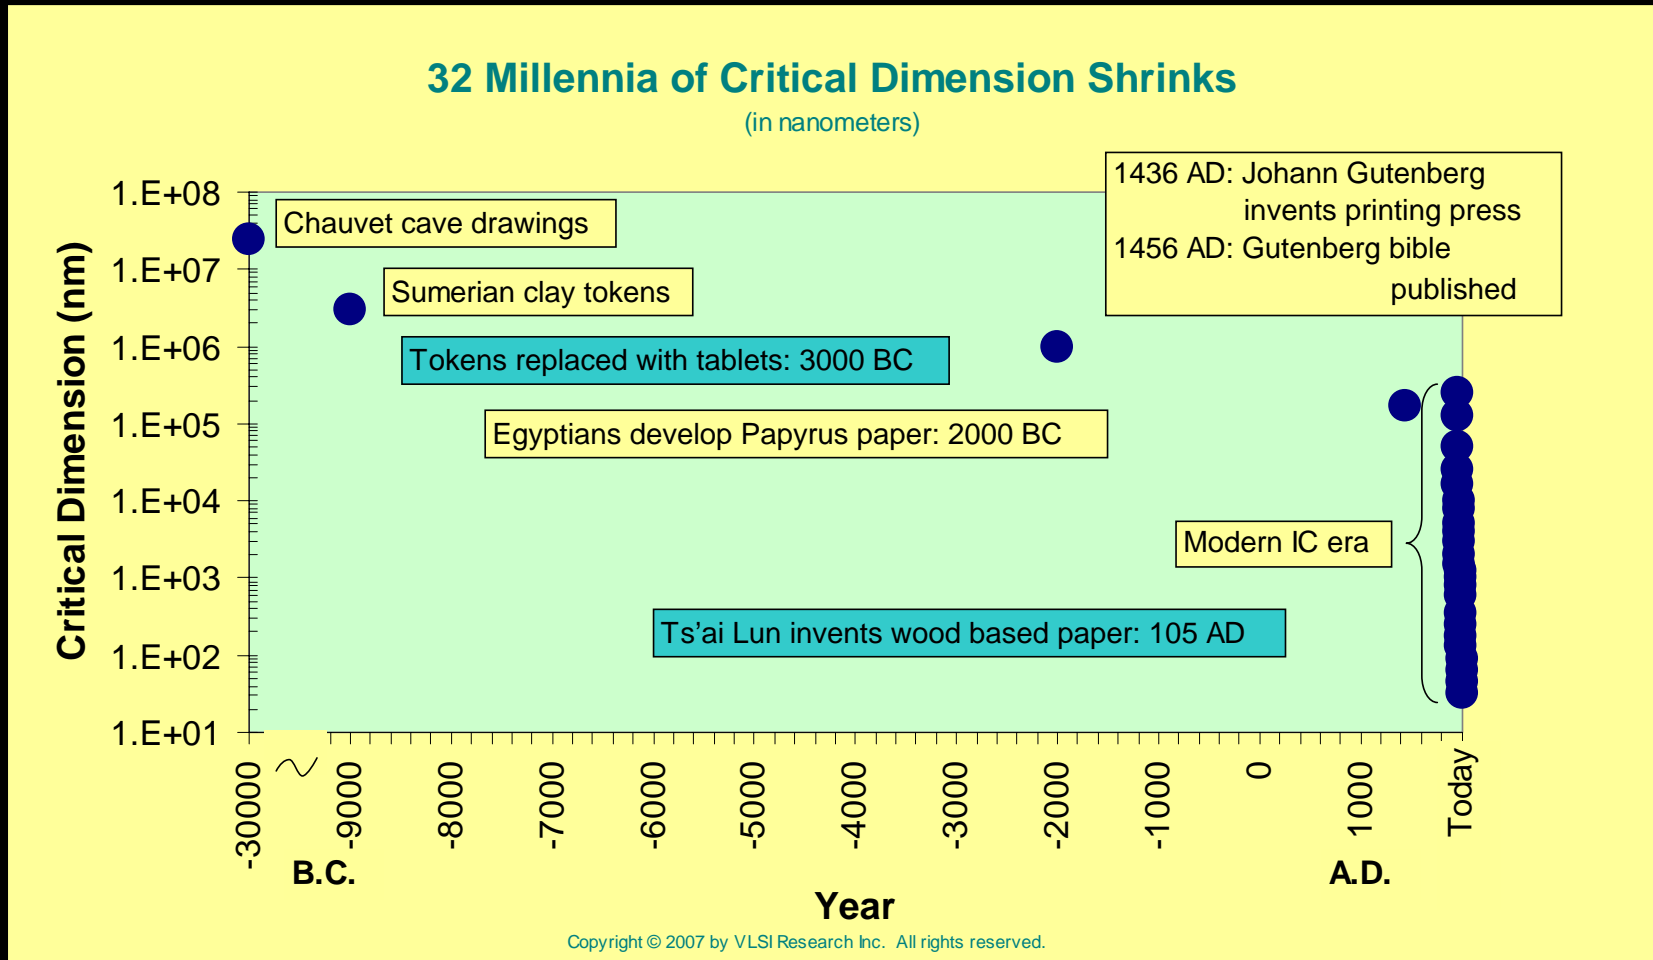 32 Millennia of Critical Dimension Shrinks
(in nanometers)
1436 AD: Johann Gutenberg
invents printing press
1456 AD: Gutenberg bible
published
Chauvet cave drawings
Sumerian clay tokens
Tokens replaced with tablets: 3000 BC
Egyptians develop Papyrus paper: 2000 BC
Modern IC era
Ts’ai Lun invents wood based paper: 105 AD
Critical Dimension (nm)
1.E+08
1.E+07
1.E+06
1.E+05
1.E+04
1.E+03
1.E+02
1.E+01
-30000
-9000
-8000
-7000
-6000
-5000
-4000
-3000
-2000
-1000
0
1000
Today
B.C.
A.D.
Year
Copyright © 2007 by VLSI Research Inc. All rights reserved.